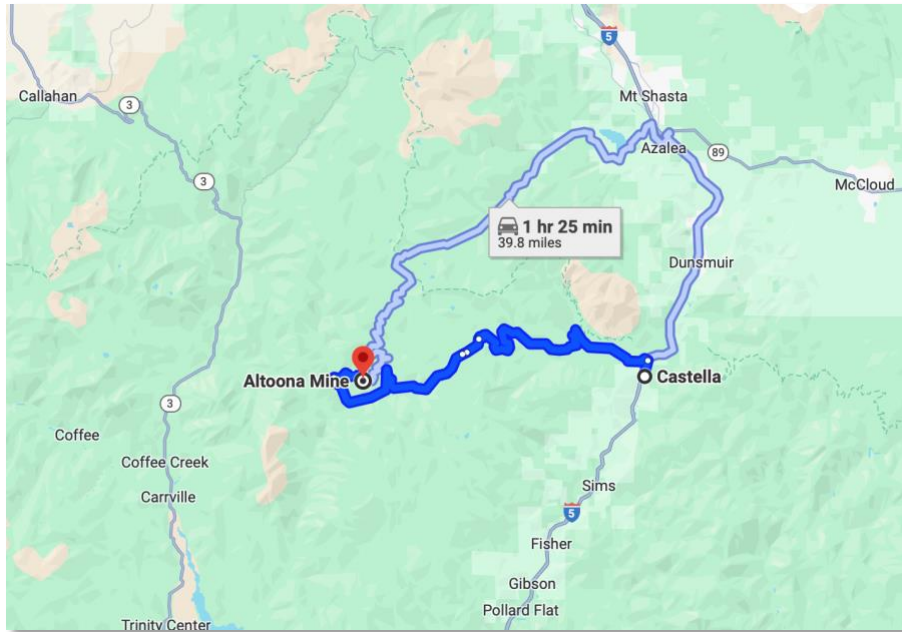 5
Callahan
3
Mt Shasta
Azalea
89
3
McCloud
1 hr 25 min
39.8 miles
Dunsmuir
Altoona Mine
Castella
3
Coffee
Coffee Creek
Carrville
Sims
5
Fisher
Gibson
Pollard Flat
Trinity Center